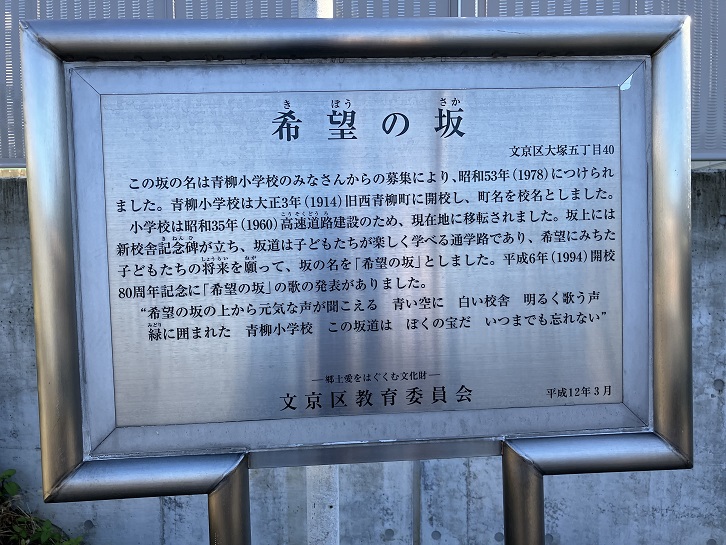 希望の坂
文京区大塚五丁目40
この坂の名は青柳小学校のみなさんからの募集により、昭和53年(1978)につけられ
ました。青柳小学校は大正3年(1914)旧西青柳町に開校し、町名を校名としました。
小学校は昭和35年(1960)高速道路建設のため、現在地に移転されました。坂上には
新校舎記念碑が立ち、坂道は子どもたちが楽しく学べる通学路であり、希望にみちた
子どもたちの将来を願って、坂の名を「希望の坂」としました。平成6年(1994)開校
80周年記念に「希望の坂」の歌の発表がありました。
“希望の坂の上から元気な声が聞こえる 青い空に 白い校舎 明るく歌う声
緑に囲まれた 青柳小学校 この坂道は ぼくの宝だ いつまでも忘れない”
―郷土愛をはぐくむ文化財―
文京区教育委員会 平成12年3月